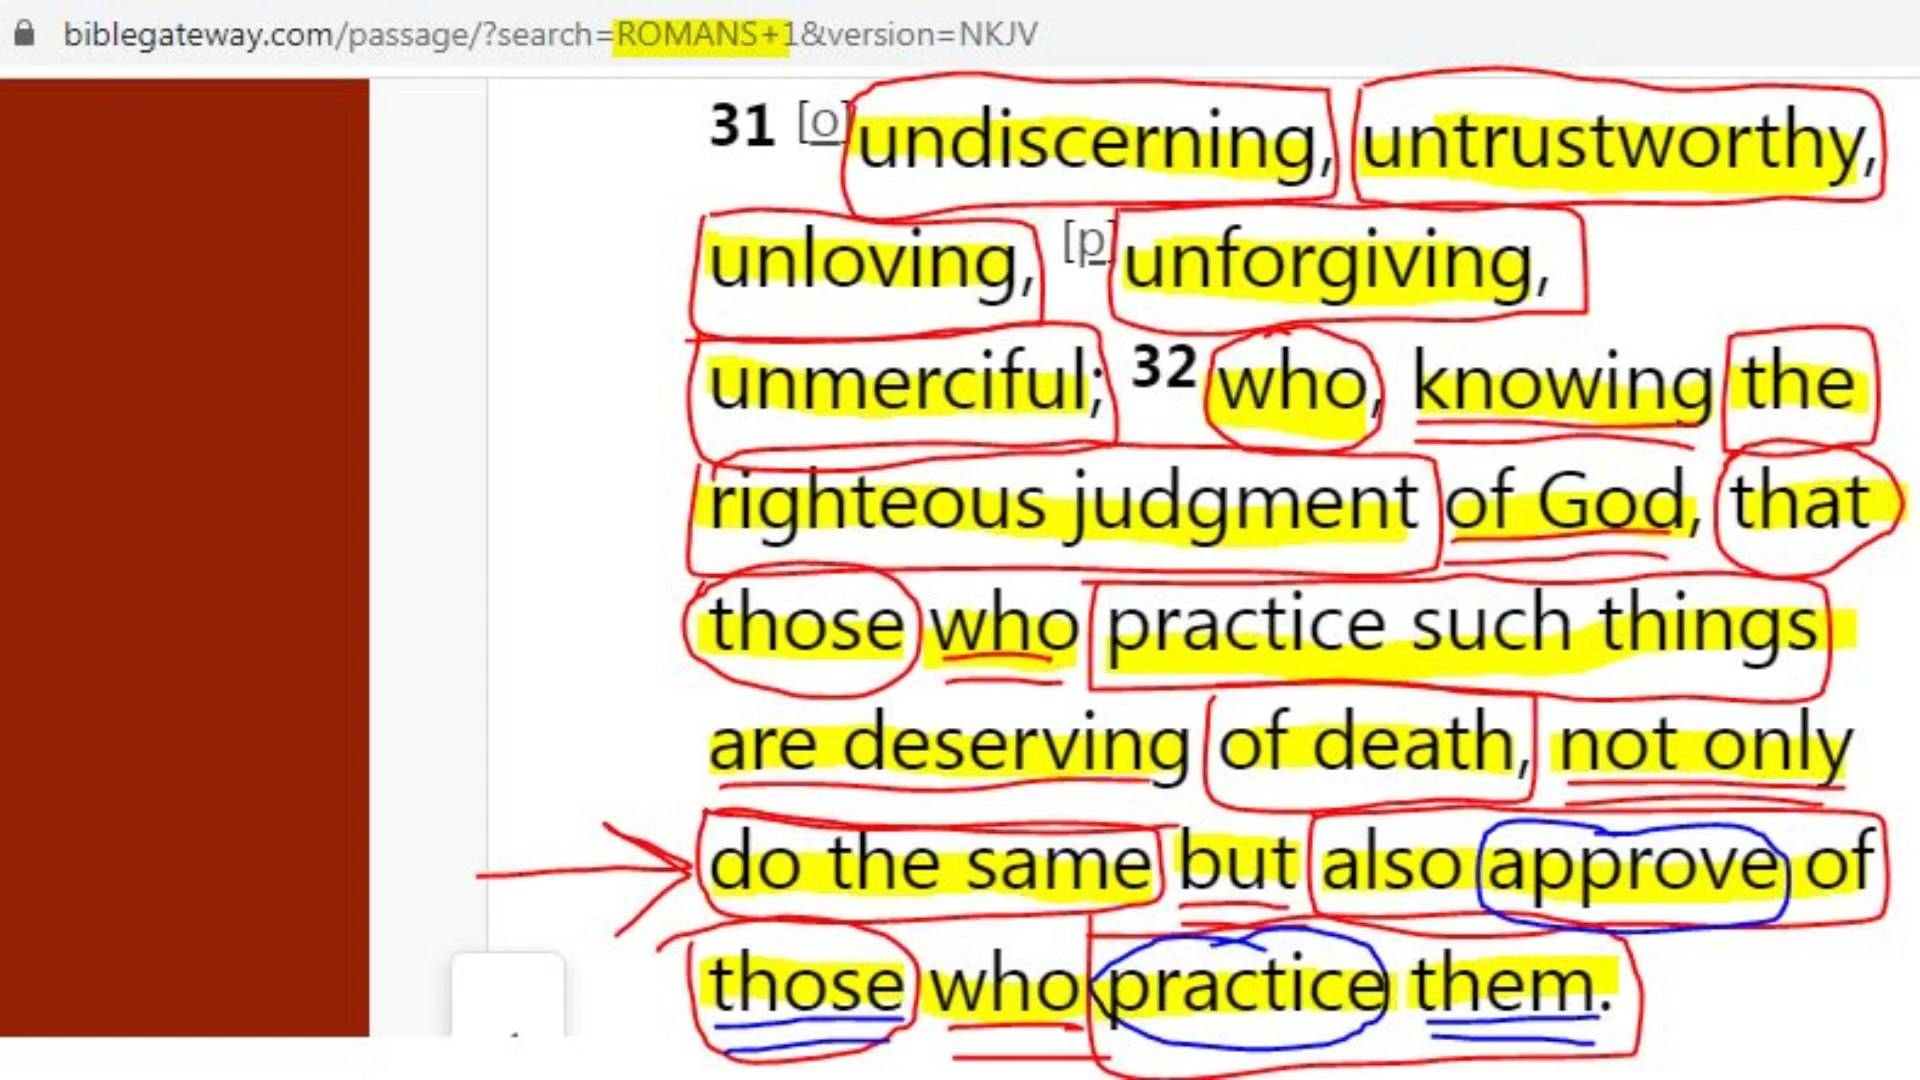 biblegateway.com/passage/?search=ROMANS+1&version=NKJV
31 [o]undiscerning, untrustworthy,
unloving, [p]unforgiving,
unmerciful; 32 who, knowing the
righteous judgment of God, that
those who practice such things
are deserving of death, not only
do the same but also approve of
those who practice them.